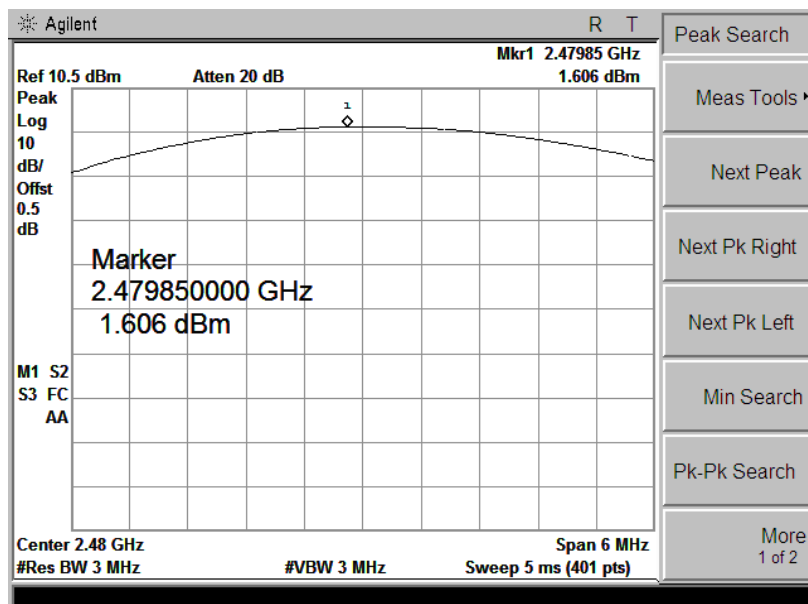 Agilent R T
Mkr1 2.47985 GHz
Ref 10.5 dBm Atten 20 dB 1.606 dBm
Peak
Log
10
dB/
Offset
0.5
dB
1
Marker
2.479850000 GHz
1.606 dBm
M1 S2
S3 FC
AA
Center 2.48 GHz Span 6 MHz
#Res BW 3 MHz #VBW 3 MHz Sweep 5 ms (401 pts)
Peak Search
Meas Tools
Next Peak
Next Pk Right
Next Pk Left
Min Search
Pk-Pk Search
More
1 of 2